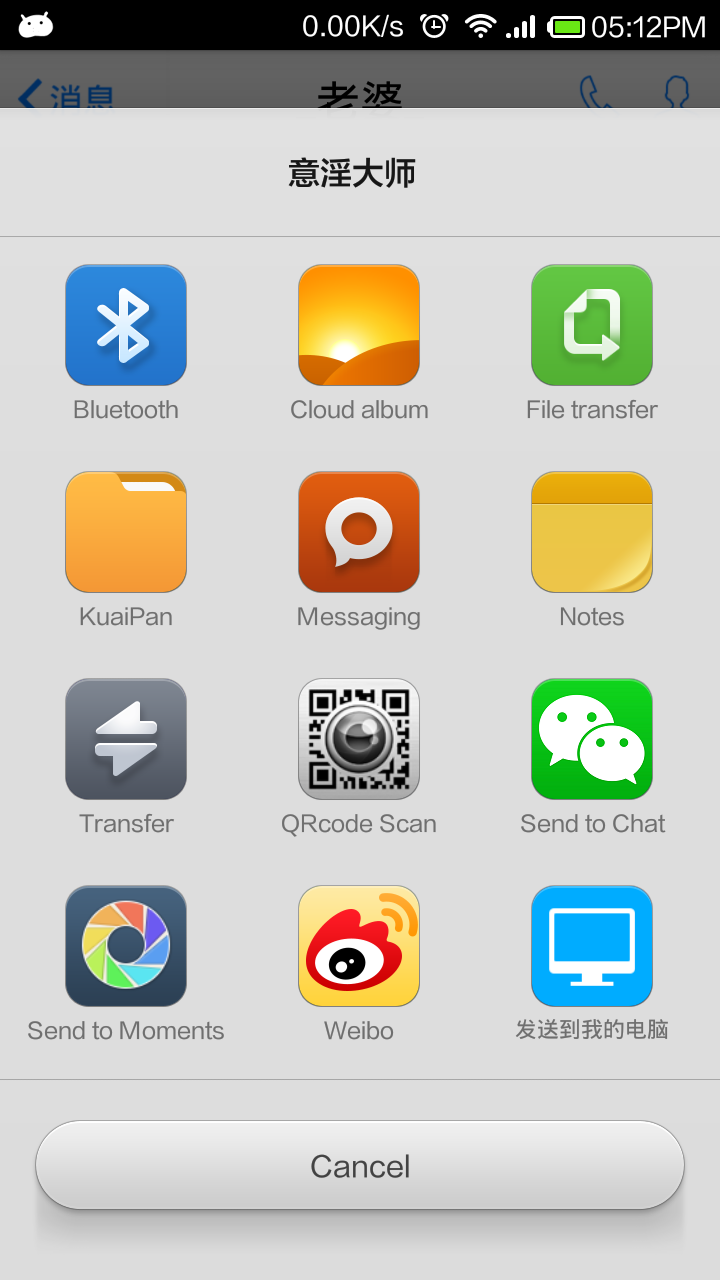 0.00K/s 05:12PM
消息 老婆
意淫大师
Bluetooth Cloud album File transfer
KuaiPan Messaging Notes
Transfer QRcode Scan Send to Chat
Send to Moments Weibo 发送到我的电脑
Cancel